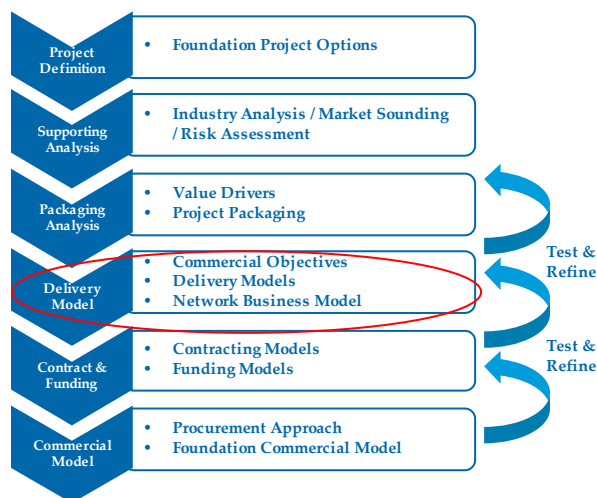 Project
Definition
• Foundation Project Options
Supporting
Analysis
• Industry Analysis / Market Sounding
/ Risk Assessment
Packaging
Analysis
• Value Drivers
• Project Packaging
Delivery
Model
• Commercial Objectives
• Delivery Models
• Network Business Model
Test &
Refine
Contract &
Funding
• Contracting Models
• Funding Models
Test &
Refine
Commercial
Model
• Procurement Approach
• Foundation Commercial Model